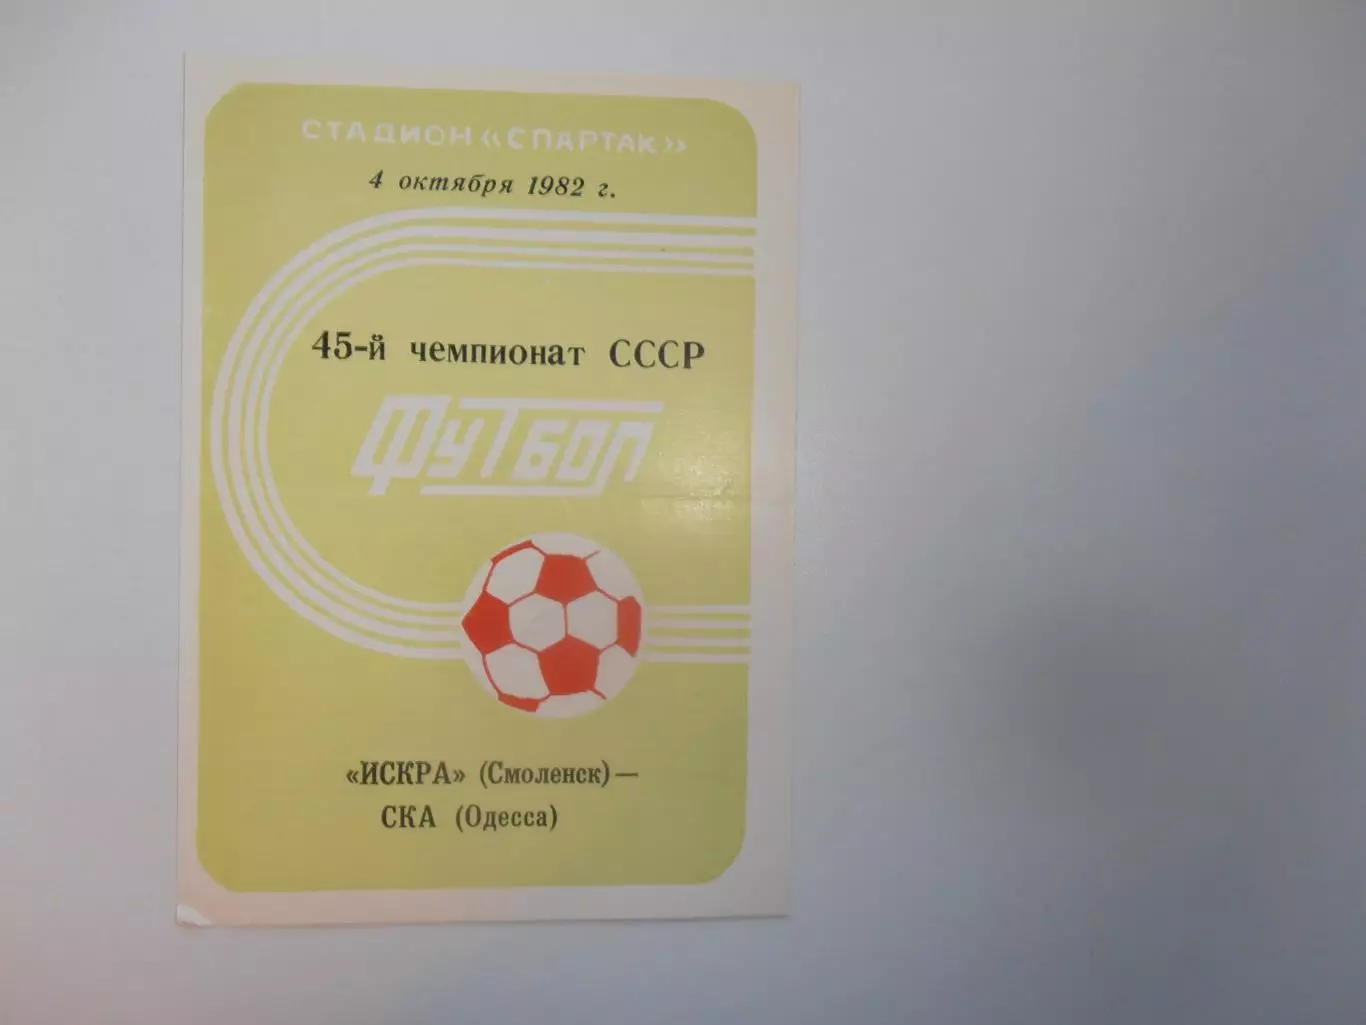 СТАДИОН «СПАРТАК»
4 октября 1982 г.
45-й чемпионат СССР
ФУТБОЛ
«ИСКРА» (Смоленск) —
СКА (Одесса)